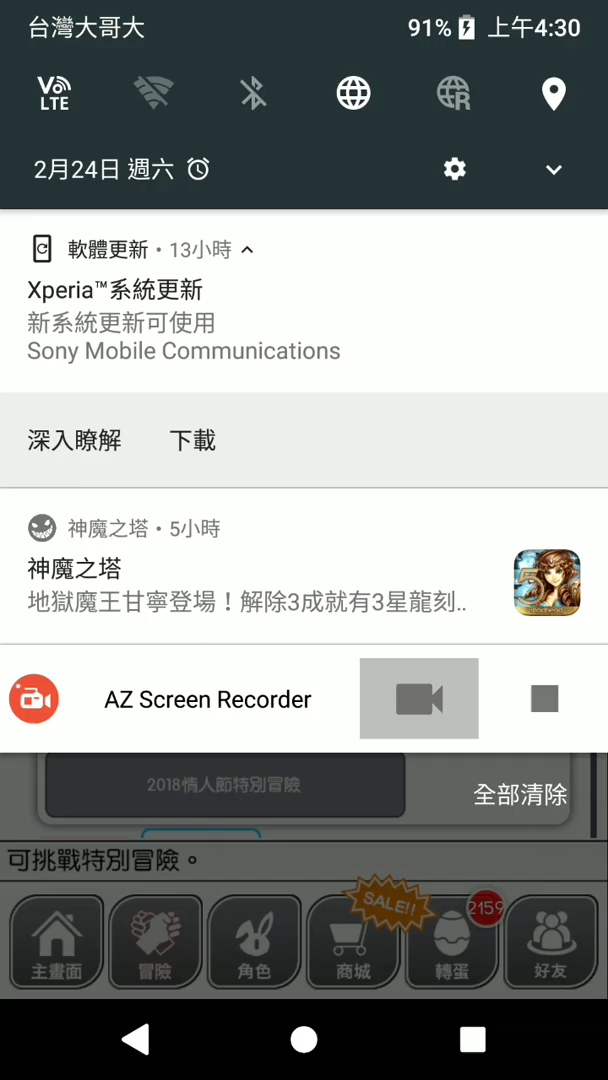 台灣大哥大 91% 上午4:30
Vo LTE R
2月24日 週六
軟體更新・13小時
Xperia™系統更新
新系統更新可使用
Sony Mobile Communications
深入瞭解 下載
神魔之塔・5小時
神魔之塔
地獄魔王甘寧登場！解除3成就有3星龍刻..
5
AZ Screen Recorder
2018情人節特別冒險
全部清除
可挑戰特別冒險。
SALE!! 2159
主畫面 冒險 角色 商城 轉蛋 好友